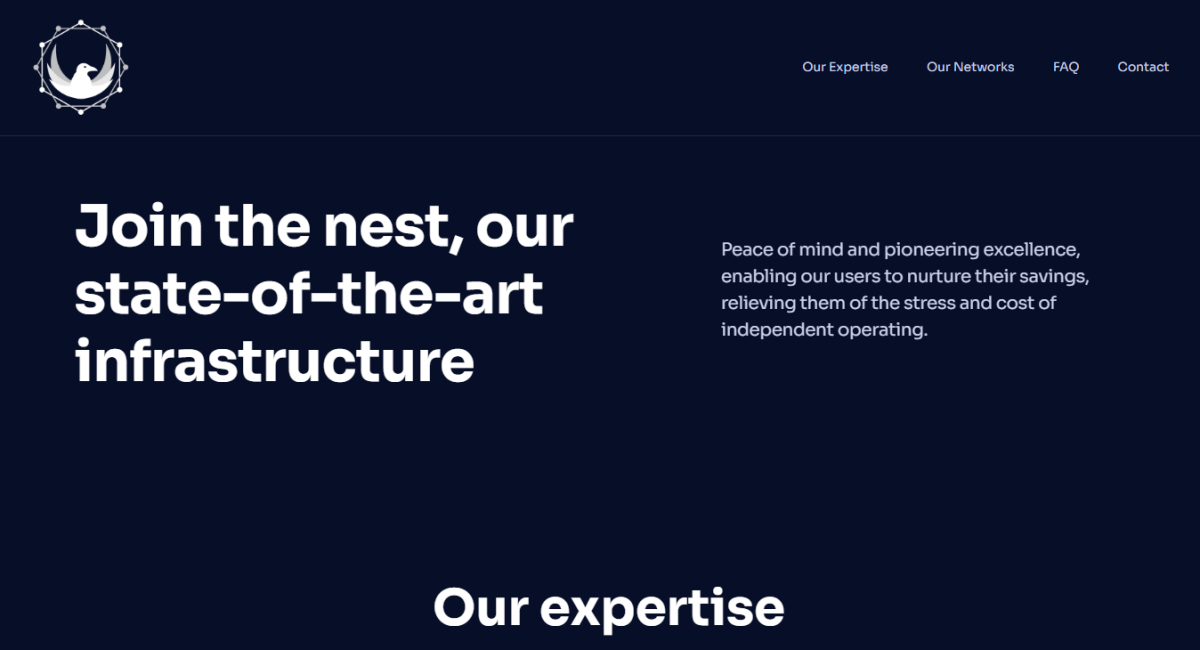 Our Expertise
Our Networks
FAQ
Contact
Join the nest, our
state-of-the-art
infrastructure
Peace of mind and pioneering excellence,
enabling our users to nurture their savings,
relieving them of the stress and cost of
independent operating.
Our expertise